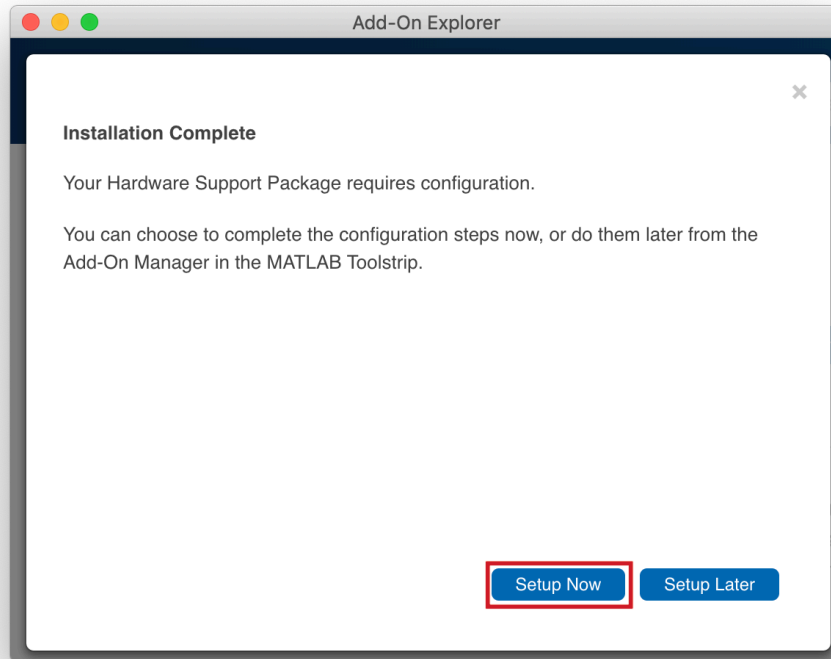 Add-On Explorer
Installation Complete
Your Hardware Support Package requires configuration.
You can choose to complete the configuration steps now, or do them later from the
Add-On Manager in the MATLAB Toolstrip.
Setup Now
Setup Later